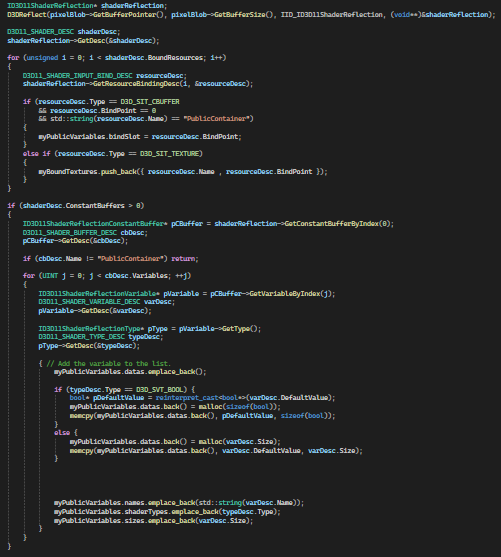 ID3D11ShaderReflection* shaderReflection;
D3DReflect(pixelBlob->GetBufferPointer(), pixelBlob->GetBufferSize(), IID_ID3D11ShaderReflection, (void**)&shaderReflection);
D3D11_SHADER_DESC shaderDesc;
shaderReflection->GetDesc(&shaderDesc);
for (unsigned i = 0; i < shaderDesc.BoundResources; i++)
{
D3D11_SHADER_INPUT_BIND_DESC resourceDesc;
shaderReflection->GetResourceBindingDesc(i, &resourceDesc);
if (resourceDesc.Type == D3D_SIT_CBUFFER
&& resourceDesc.BindPoint == 0
&& std::string(resourceDesc.Name) == "PublicContainer")
{
myPublicVariables.bindSlot = resourceDesc.BindPoint;
}
else if (resourceDesc.Type == D3D_SIT_TEXTURE)
{
myBoundTextures.push_back({ resourceDesc.Name , resourceDesc.BindPoint });
}
}
if (shaderDesc.ConstantBuffers > 0)
{
ID3D11ShaderReflectionConstantBuffer* pCBuffer = shaderReflection->GetConstantBufferByIndex(0);
D3D11_SHADER_BUFFER_DESC cbDesc;
pCBuffer->GetDesc(&cbDesc);
if (cbDesc.Name != "PublicContainer") return;
for (UINT j = 0; j < cbDesc.Variables; ++j)
{
ID3D11ShaderReflectionVariable* pVariable = pCBuffer->GetVariableByIndex(j);
D3D11_SHADER_VARIABLE_DESC varDesc;
pVariable->GetDesc(&varDesc);
ID3D11ShaderReflectionType* pType = pVariable->GetType();
D3D11_SHADER_TYPE_DESC typeDesc;
pType->GetDesc(&typeDesc);
{ // Add the variable to the list.
myPublicVariables.datas.emplace_back();
if (typeDesc.Type == D3D_SVT_BOOL) {
bool* pDefaultValue = reinterpret_cast<bool*>(varDesc.DefaultValue);
myPublicVariables.datas.back() = malloc(sizeof(bool));
memcpy(myPublicVariables.datas.back(), pDefaultValue, sizeof(bool));
}
else {
myPublicVariables.datas.back() = malloc(varDesc.Size);
memcpy(myPublicVariables.datas.back(), varDesc.DefaultValue, varDesc.Size);
}
myPublicVariables.names.emplace_back(std::string(varDesc.Name));
myPublicVariables.shaderTypes.emplace_back(typeDesc.Type);
myPublicVariables.sizes.emplace_back(varDesc.Size);
}
}
}